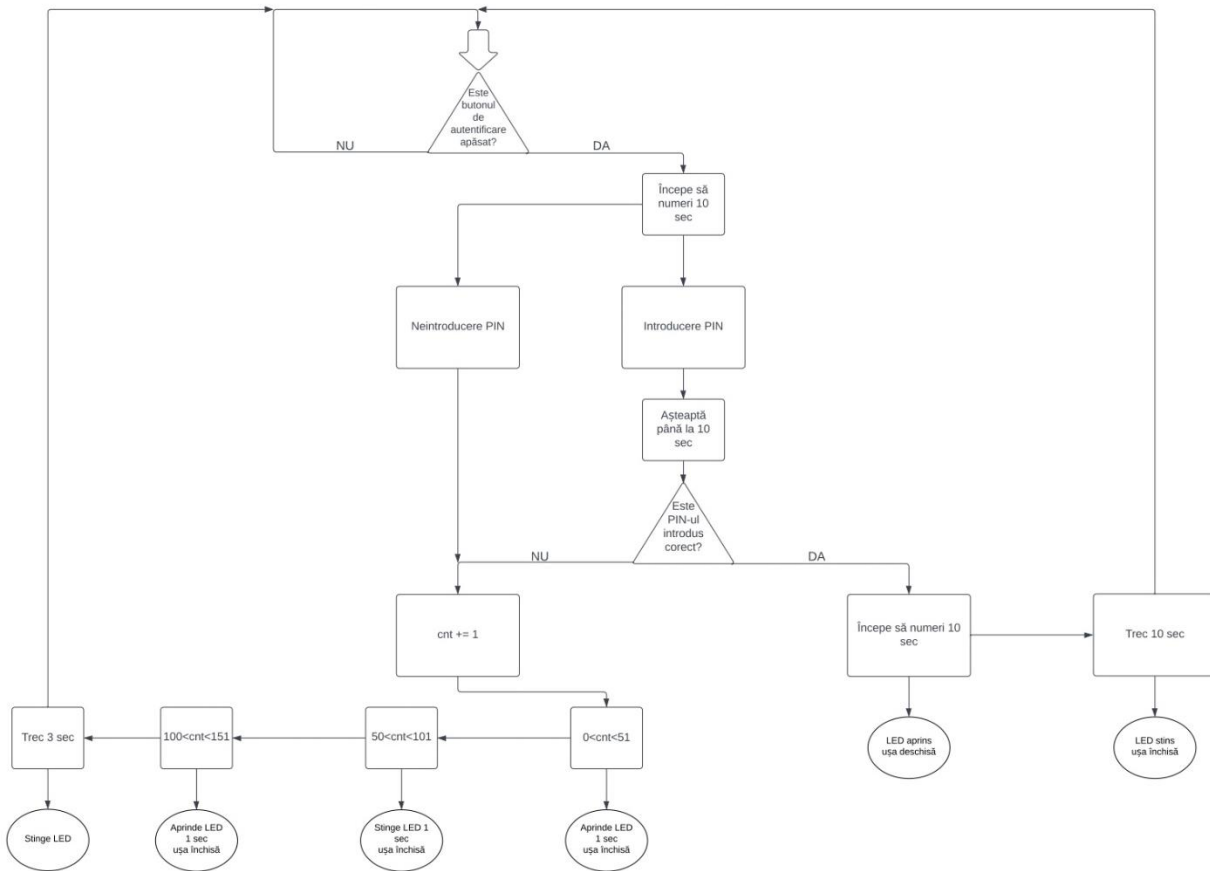 Este
butonul
de
autentificare
apăsat?
NU
DA
Începe să
numeri 10
sec
Neintroducere PIN
Introducere PIN
Așteaptă
până la 10
sec
Este
PIN-ul
introdus
corect?
NU
DA
cnt += 1
Începe să numeri 10
sec
Trec 10 sec
Trec 3 sec
100<cnt<151
50<cnt<101
0<cnt<51
LED aprins
ușa deschisă
LED stins
ușa închisă
Stinge LED
Aprinde LED
1 sec
ușa închisă
Stinge LED 1
sec
ușa închisă
Aprinde LED
1 sec
ușa închisă